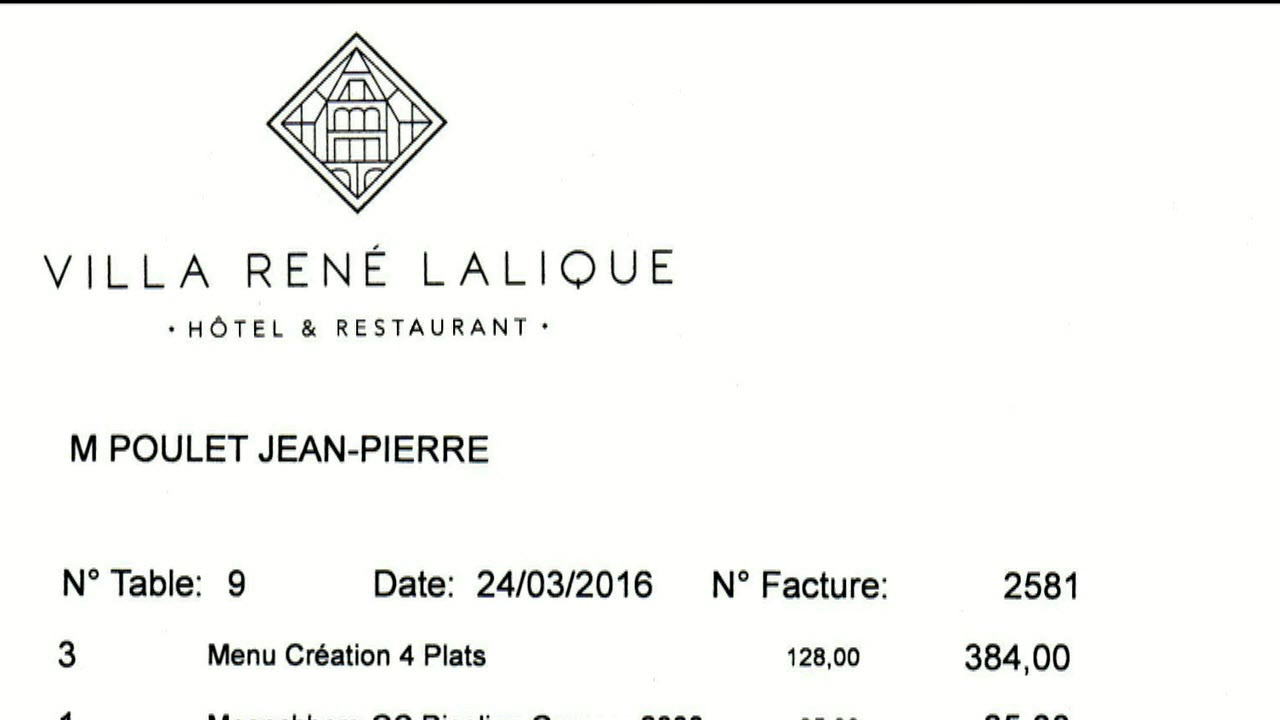 VILLA RENÉ LALIQUE
• HÔTEL & RESTAURANT •
M POULET JEAN-PIERRE
N° Table: 9 Date: 24/03/2016 N° Facture: 2581
3 Menu Création 4 Plats 128,00 384,00